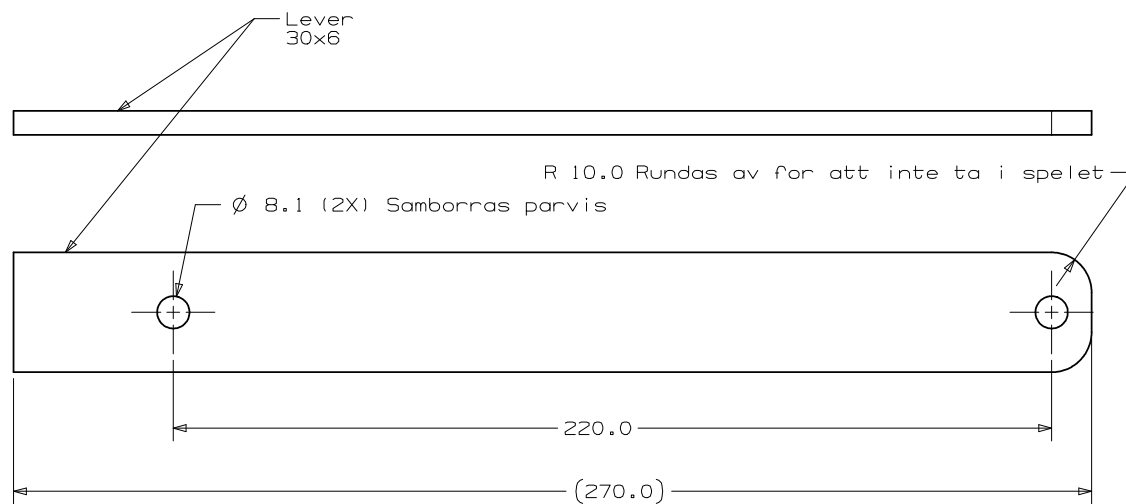 Lever
30x6
R 10.0 Rundas av for att inte ta i spelet
Ø 8.1 (2X) Samborras parvis
220.0
(270.0)